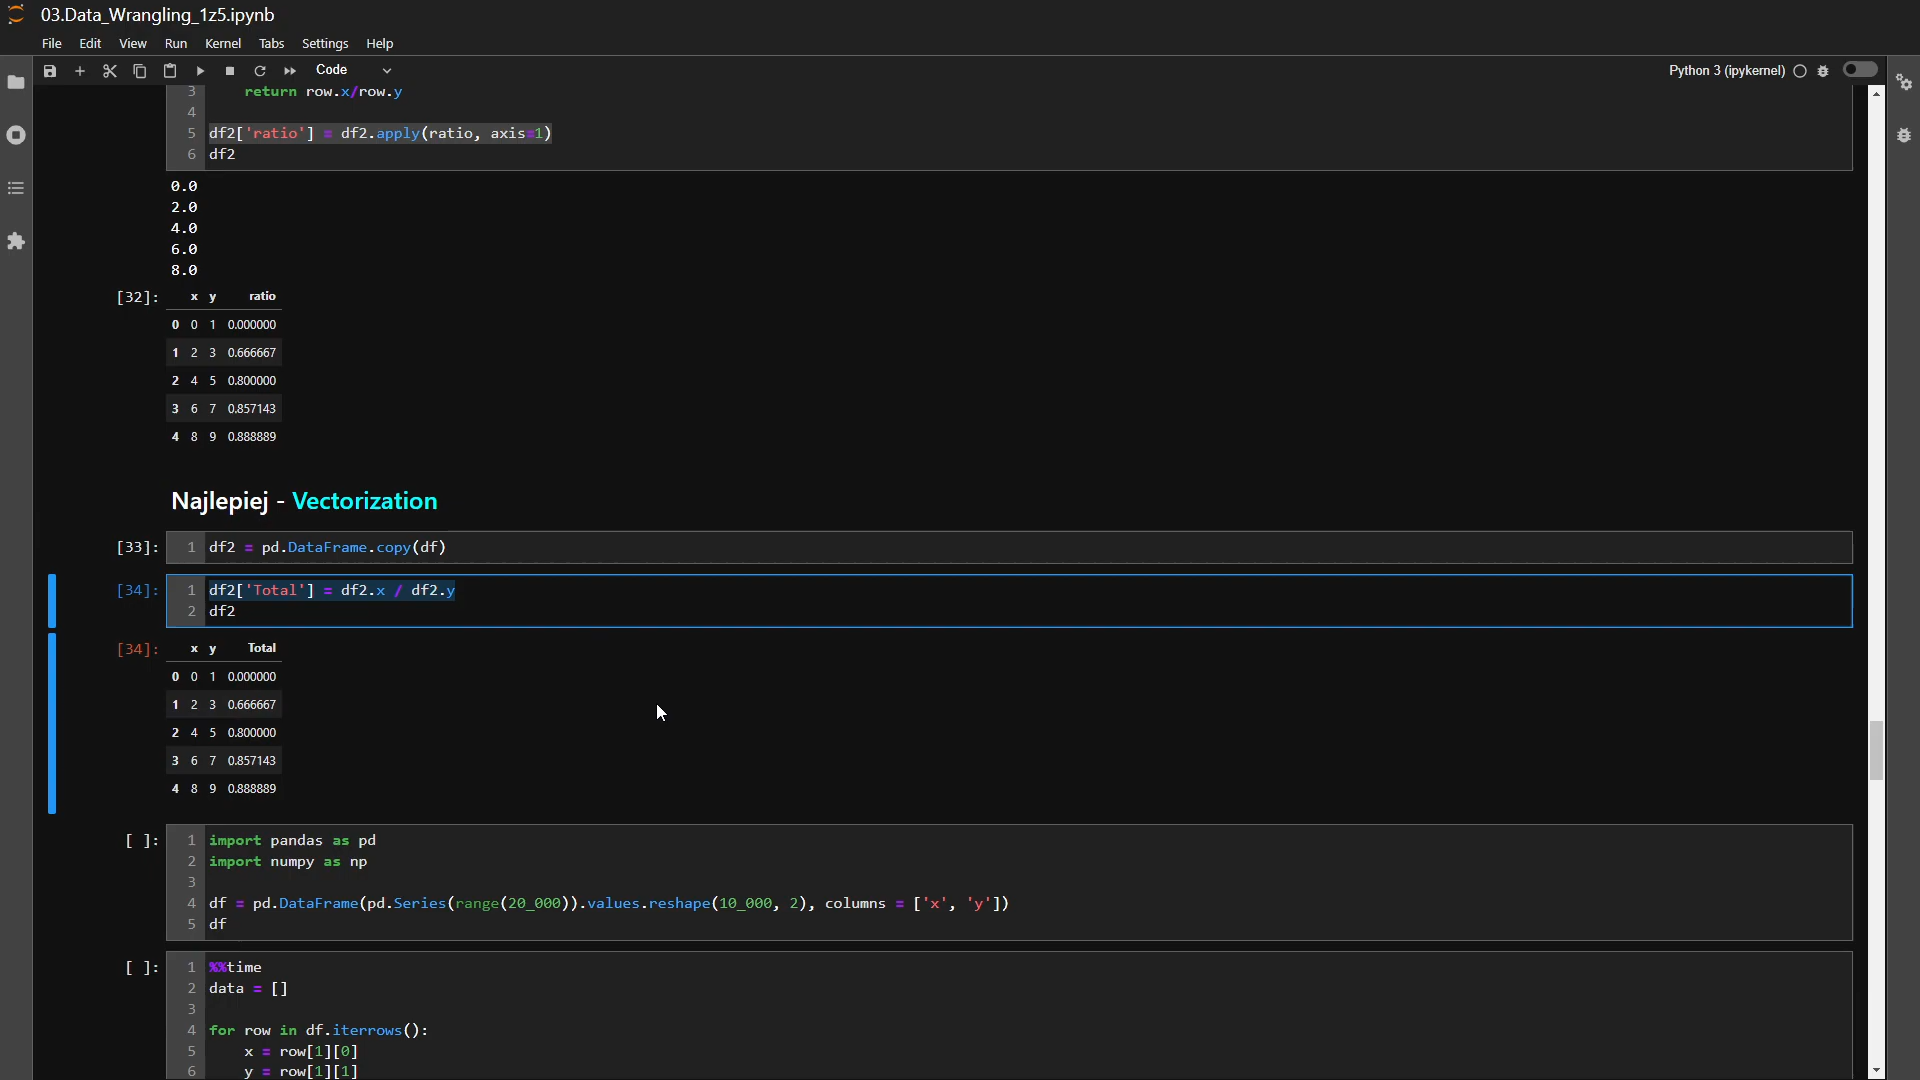 03.Data_Wrangling_1z5.ipynb
File Edit View Run Kernel Tabs Settings Help
Code Python 3 (ipykernel)
3 return row.x/row.y
4
5 df2['ratio'] = df2.apply(ratio, axis=1)
6 df2
0.0
2.0
4.0
6.0
8.0
[32]: x y ratio
0 0 1 0.000000
1 2 3 0.666667
2 4 5 0.800000
3 6 7 0.857143
4 8 9 0.888889
Najlepiej - Vectorization
[33]: 1 df2 = pd.DataFrame.copy(df)
[34]: 1 df2['Total'] = df2.x / df2.y
2 df2
[34]: x y Total
0 0 1 0.000000
1 2 3 0.666667
2 4 5 0.800000
3 6 7 0.857143
4 8 9 0.888889
[ ]: 1 import pandas as pd
2 import numpy as np
3
4 df = pd.DataFrame(pd.Series(range(20_000)).values.reshape(10_000, 2), columns = ['x', 'y'])
5 df
[ ]: 1 %%time
2 data = []
3
4 for row in df.iterrows():
5 x = row[1][0]
6 y = row[1][1]